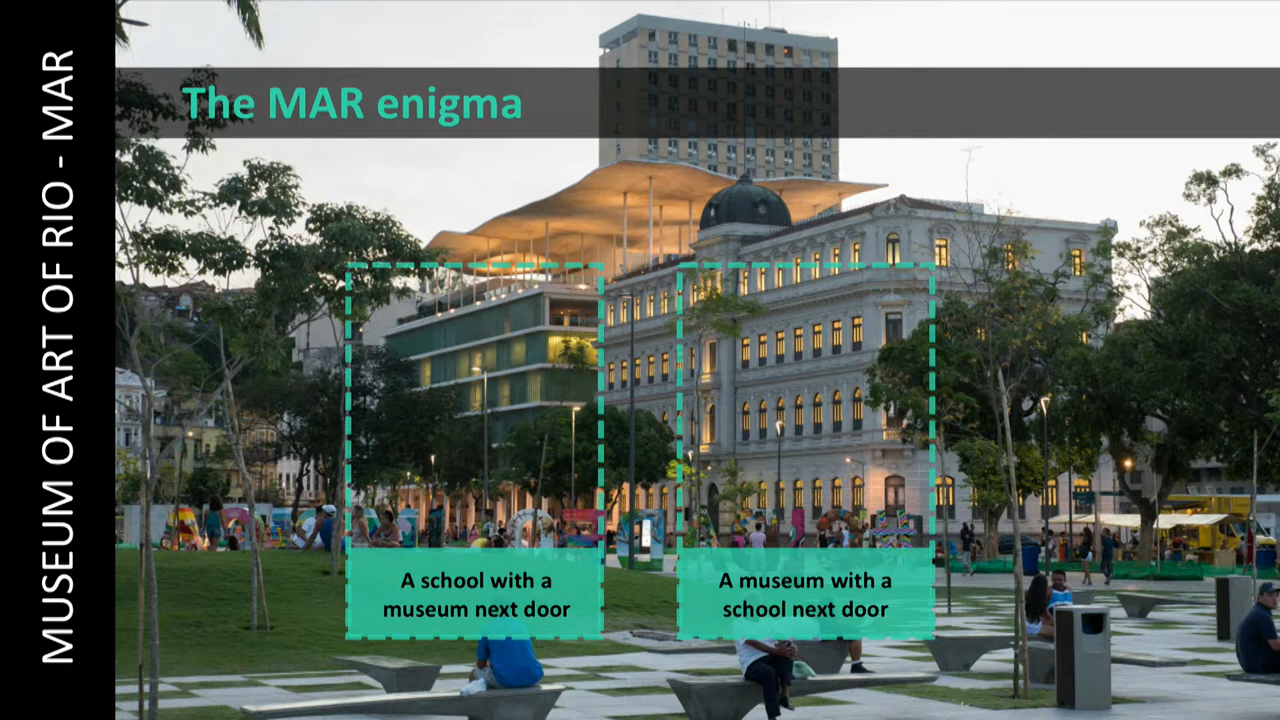 MUSEUM OF ART OF RIO - MAR
The MAR enigma
A school with a
museum next door
A museum with a
school next door